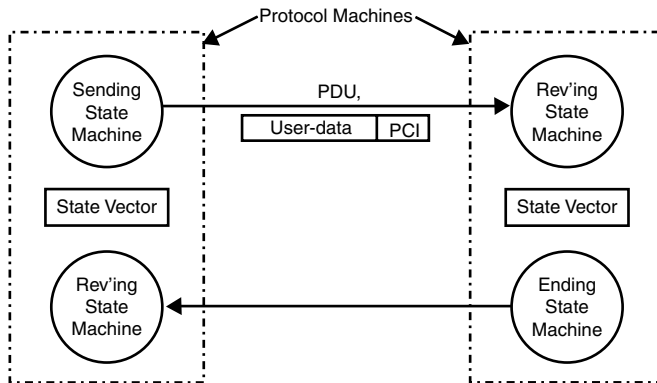 Protocol Machines
Sending
State
Machine
PDU,
User-data PCI
Rev'ing
State
Machine
State Vector
State Vector
Rev'ing
State
Machine
Ending
State
Machine